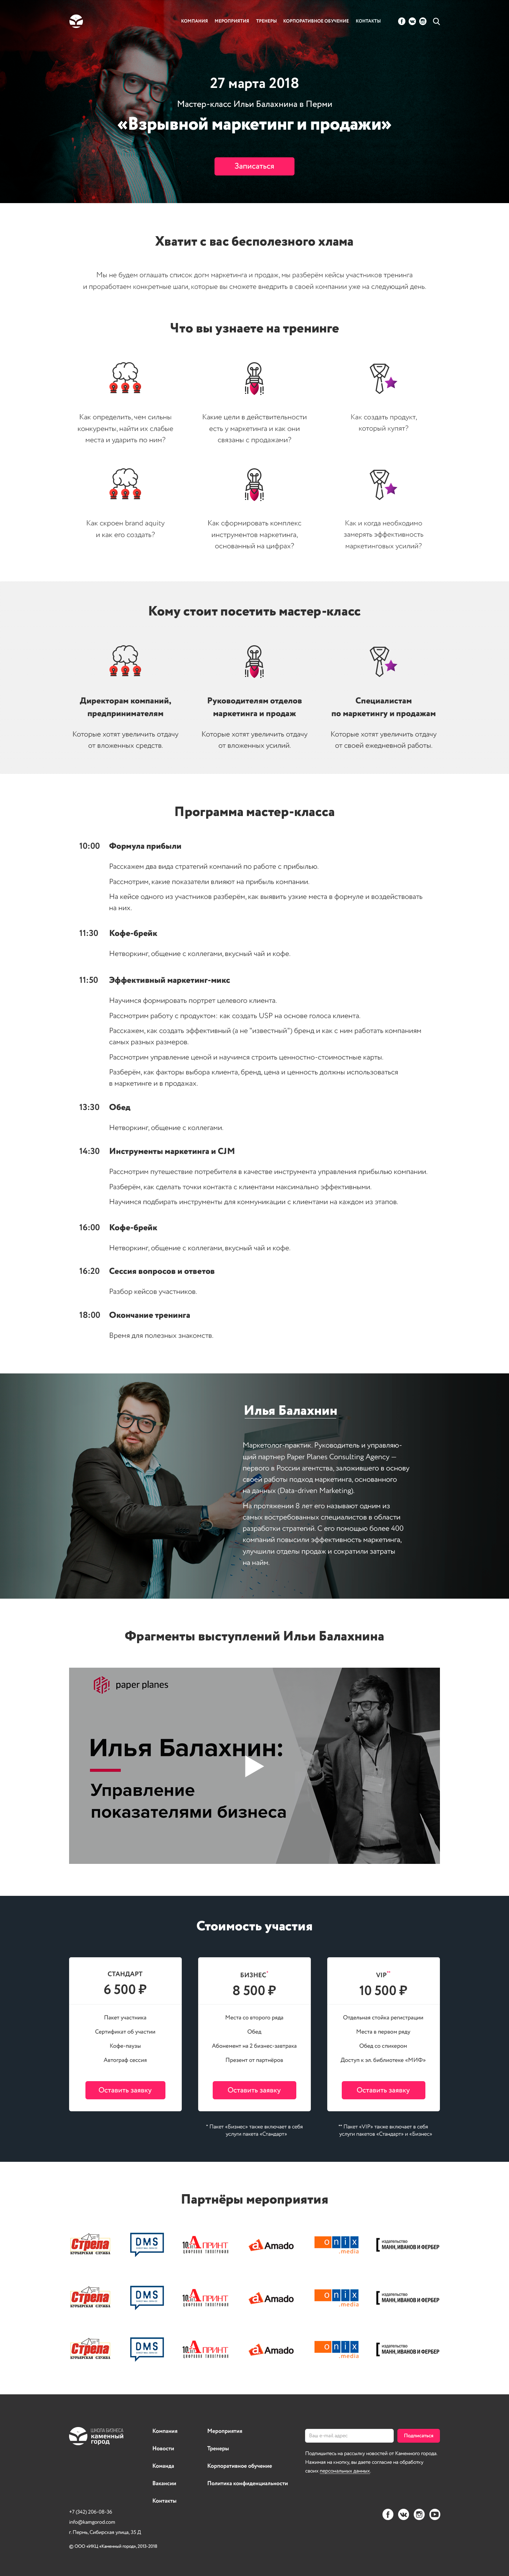 КОМПАНИЯ МЕРОПРИЯТИЯ ТРЕНЕРЫ КОРПОРАТИВНОЕ ОБУЧЕНИЕ КОНТАКТЫ
27 марта 2018
Мастер-класс Ильи Балахнина в Перми
«Взрывной маркетинг и продажи»
Записаться
Хватит с вас бесполезного хлама
Мы не будем оглашать список догм маркетинга и продаж, мы разберём кейсы участников тренинга
и проработаем конкретные шаги, которые вы сможете внедрить в своей компании уже на следующий день.
Что вы узнаете на тренинге
Как определить, чем сильны
конкуренты, найти их слабые
места и ударить по ним?
Какие цели в действительности
есть у маркетинга и как они
связаны с продажами?
Как создать продукт,
который купят?
Как скроен brand aquity
и как его создать?
Как сформировать комплекс
инструментов маркетинга,
основанный на цифрах?
Как и когда необходимо
замерять эффективность
маркетинговых усилий?
Кому стоит посетить мастер-класс
Директорам компаний,
предпринимателям
Которые хотят увеличить отдачу
от вложенных средств.
Руководителям отделов
маркетинга и продаж
Которые хотят увеличить отдачу
от вложенных усилий.
Специалистам
по маркетингу и продажам
Которые хотят увеличить отдачу
от своей ежедневной работы.
Программа мастер-класса
10:00 Формула прибыли
Расскажем два вида стратегий компаний по работе с прибылью.
Рассмотрим, какие показатели влияют на прибыль компании.
На кейсе одного из участников разберём, как выявить узкие места в формуле и воздействовать
на них.
11:30 Кофе-брейк
Нетворкинг, общение с коллегами, вкусный чай и кофе.
11:50 Эффективный маркетинг-микс
Научимся формировать портрет целевого клиента.
Рассмотрим работу с продуктом: как создать USP на основе голоса клиента.
Расскажем, как создать эффективный (а не "известный") бренд и как с ним работать компаниям
самых разных размеров.
Рассмотрим управление ценой и научимся строить ценностно-стоимостные карты.
Разберём, как факторы выбора клиента, бренд, цена и ценность должны использоваться
в маркетинге и в продажах.
13:30 Обед
Нетворкинг, общение с коллегами.
14:30 Инструменты маркетинга и CJM
Рассмотрим путешествие потребителя в качестве инструмента управления прибылью компании.
Разберём, как сделать точки контакта с клиентами максимально эффективными.
Научимся подбирать инструменты для коммуникации с клиентами на каждом из этапов.
16:00 Кофе-брейк
Нетворкинг, общение с коллегами, вкусный чай и кофе.
16:20 Сессия вопросов и ответов
Разбор кейсов участников.
18:00 Окончание тренинга
Время для полезных знакомств.
Илья Балахнин
Маркетолог-практик. Руководитель и управляю-
щий партнер Paper Planes Consulting Agency —
первого в России агентства, заложившего в основу
своей работы подход маркетинга, основанного
на данных (Data-driven Marketing).
На протяжении 8 лет его называют одним из
самых востребованных специалистов в области
разработки стратегий. С его помощью более 400
компаний повысили эффективность маркетинга,
улучшили отделы продаж и сократили затраты
на найм.
Фрагменты выступлений Ильи Балахнина
paper planes
Илья Балахнин:
Управление
показателями бизнеса
Стоимость участия
СТАНДАРТ
6 500 ₽
Пакет участника
Сертификат об участии
Кофе-паузы
Автограф сессия
Оставить заявку
БИЗНЕС*
8 500 ₽
Места со второго ряда
Обед
Абонемент на 2 бизнес-завтрака
Презент от партнёров
Оставить заявку
* Пакет «Бизнес» также включает в себя
услуги пакета «Стандарт»
VIP**
10 500 ₽
Отдельная стойка регистрации
Места в первом ряду
Обед со спикером
Доступ к эл. библиотеке «МИФ»
Оставить заявку
** Пакет «VIP» также включает в себя
услуги пакетов «Стандарт» и «Бизнес»
Партнёры мероприятия
Стрела
КУРЬЕРСКАЯ СЛУЖБА
DMS
АПРИНТ
ЦИФРОВАЯ ТИПОГРАФИЯ
Amado
onix
.media
ИЗДАТЕЛЬСТВО
МАНН, ИВАНОВ И ФЕРБЕР
Стрела
КУРЬЕРСКАЯ СЛУЖБА
DMS
АПРИНТ
ЦИФРОВАЯ ТИПОГРАФИЯ
Amado
onix
.media
ИЗДАТЕЛЬСТВО
МАНН, ИВАНОВ И ФЕРБЕР
Стрела
КУРЬЕРСКАЯ СЛУЖБА
DMS
АПРИНТ
ЦИФРОВАЯ ТИПОГРАФИЯ
Amado
onix
.media
ИЗДАТЕЛЬСТВО
МАНН, ИВАНОВ И ФЕРБЕР
ШКОЛА БИЗНЕСА
каменный
город
Компания
Новости
Команда
Вакансии
Контакты
Мероприятия
Тренеры
Корпоративное обучение
Политика конфиденциальности
Ваш e-mail адрес
Подписаться
Подпишитесь на рассылку новостей от Каменного города.
Нажимая на кнопку, вы даете согласие на обработку
своих персональных данных.
+7 (342) 206-08-36
info@kamgorod.com
г. Пермь, Сибирская улица, 35 Д
© ООО «ИКЦ «Каменный город», 2013-2018